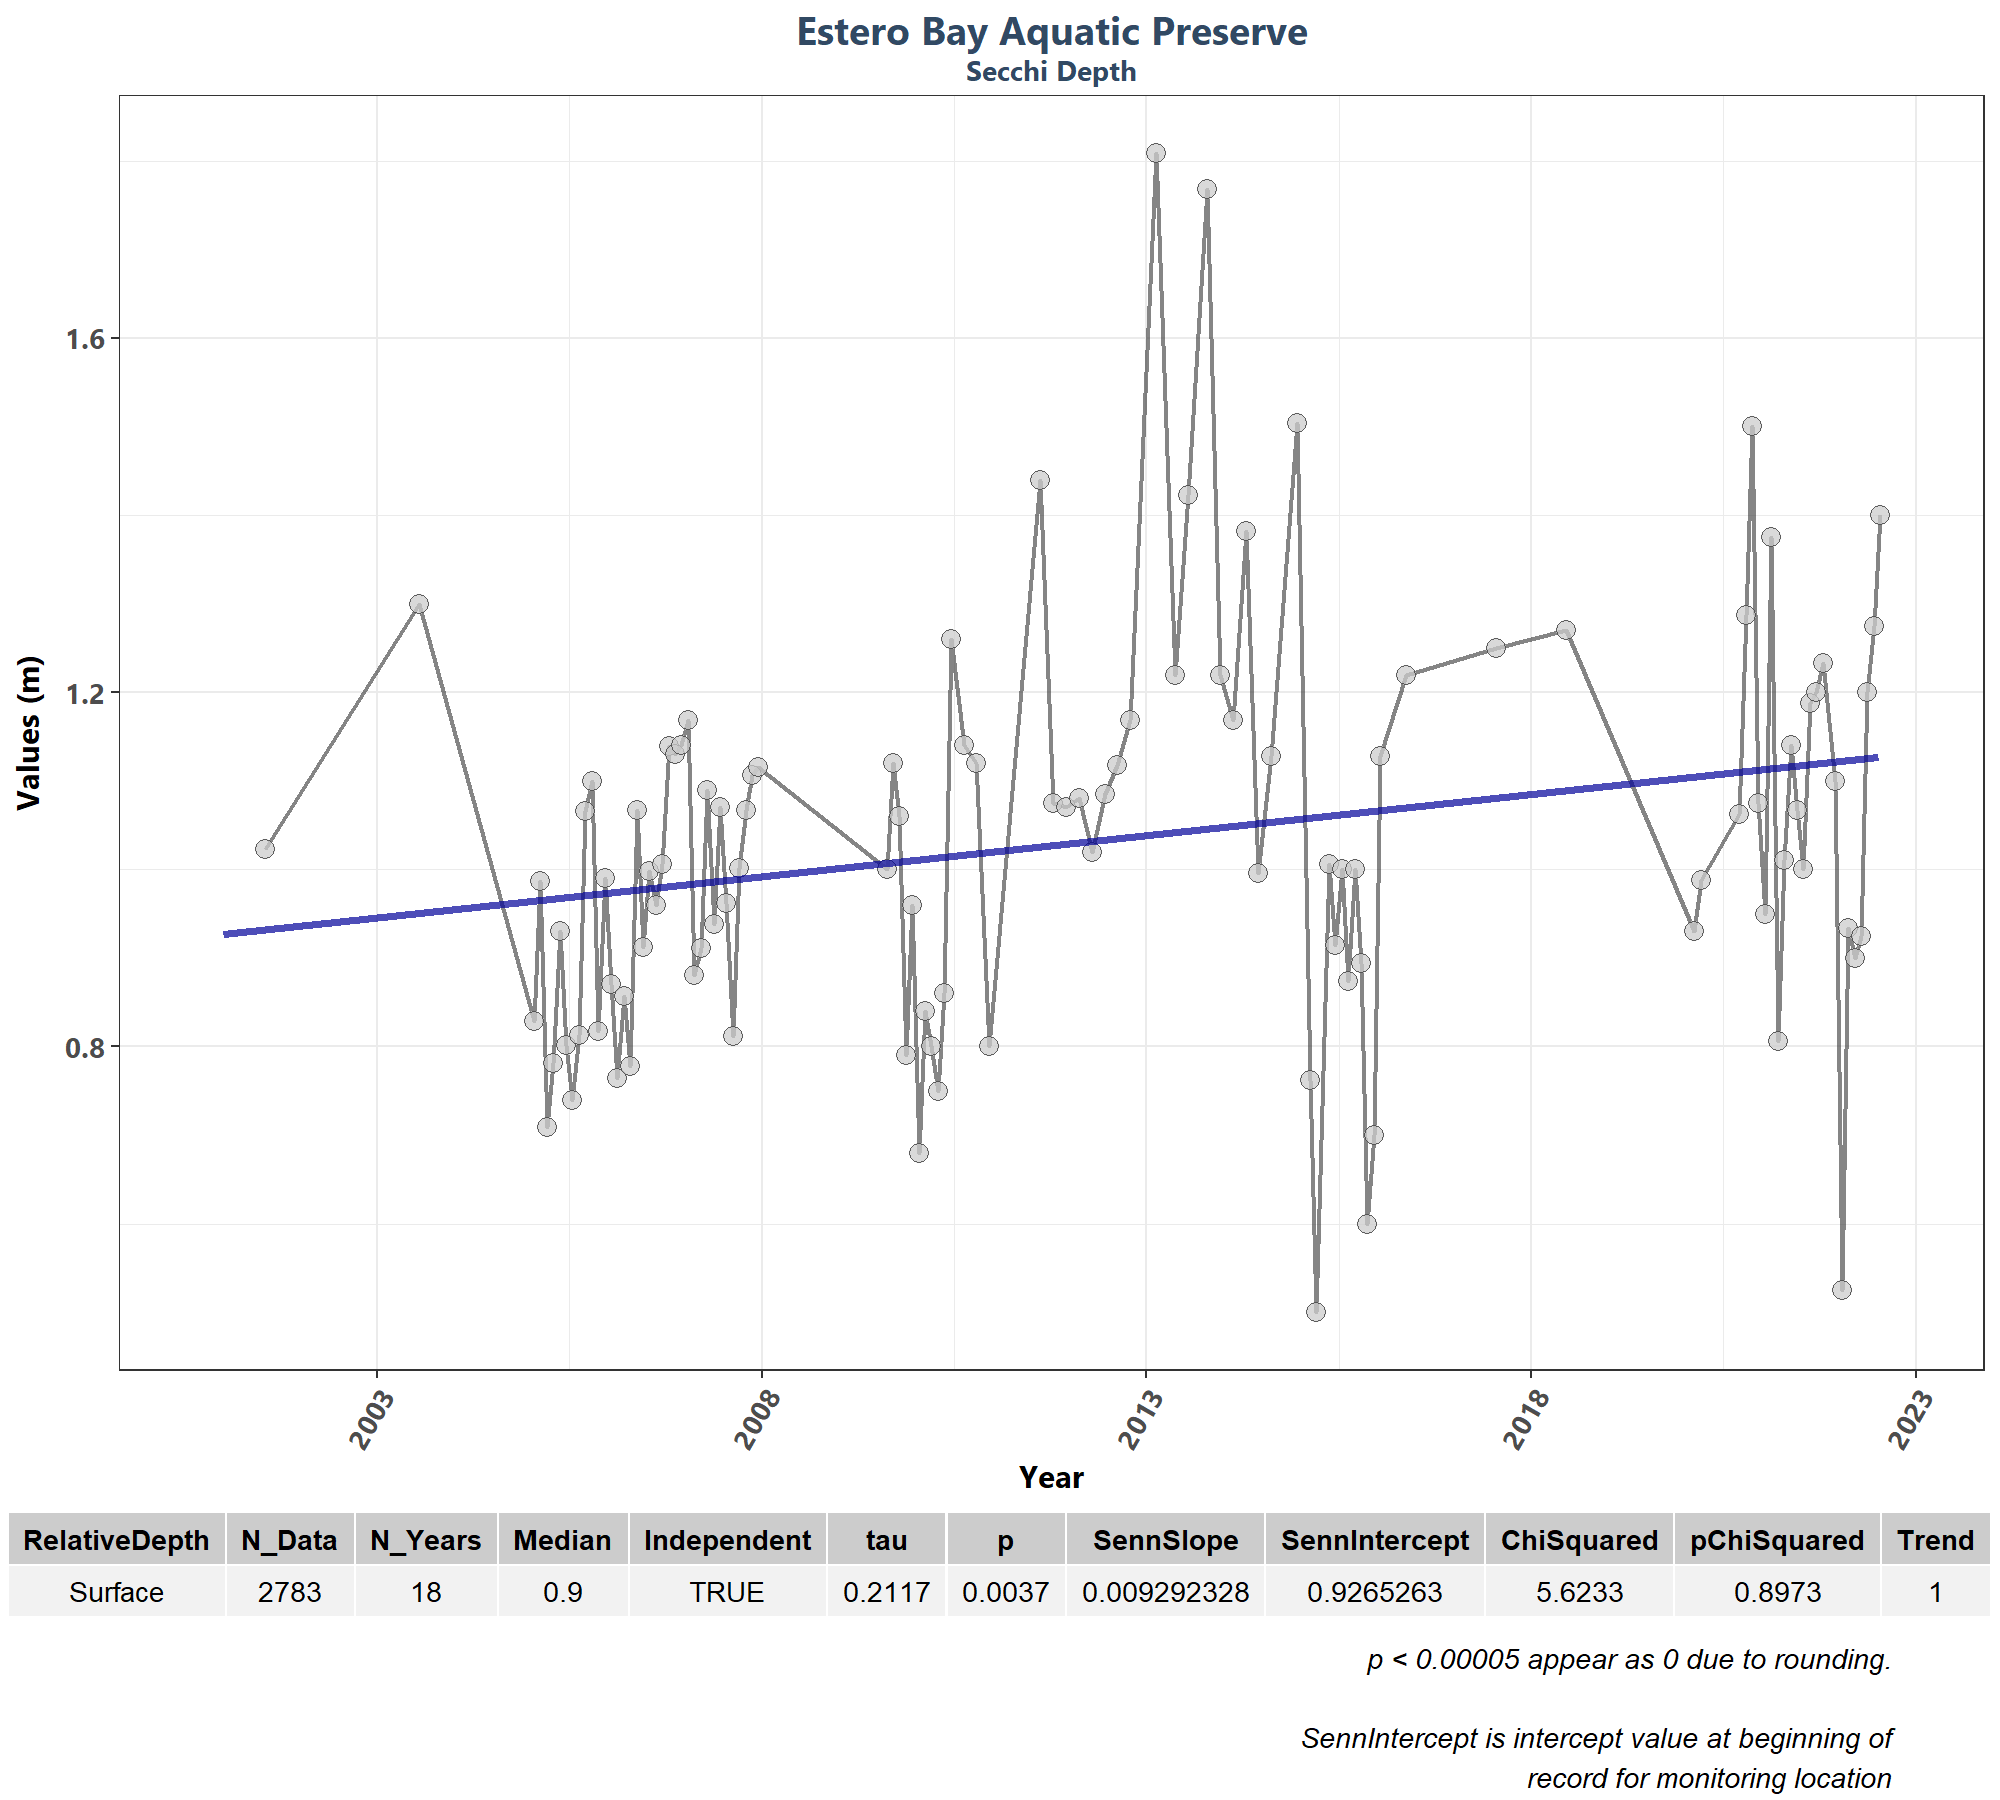 Estero Bay Aquatic Preserve
Secchi Depth
Values (m)
1.6
1.2
0.8
2003 2008 2013 2018 2023
Year
RelativeDepth N_Data N_Years Median Independent tau p SennSlope SennIntercept ChiSquared pChiSquared Trend
Surface 2783 18 0.9 TRUE 0.2117 0.0037 0.009292328 0.9265263 5.6233 0.8973 1
p < 0.00005 appear as 0 due to rounding.
SennIntercept is intercept value at beginning of
record for monitoring location